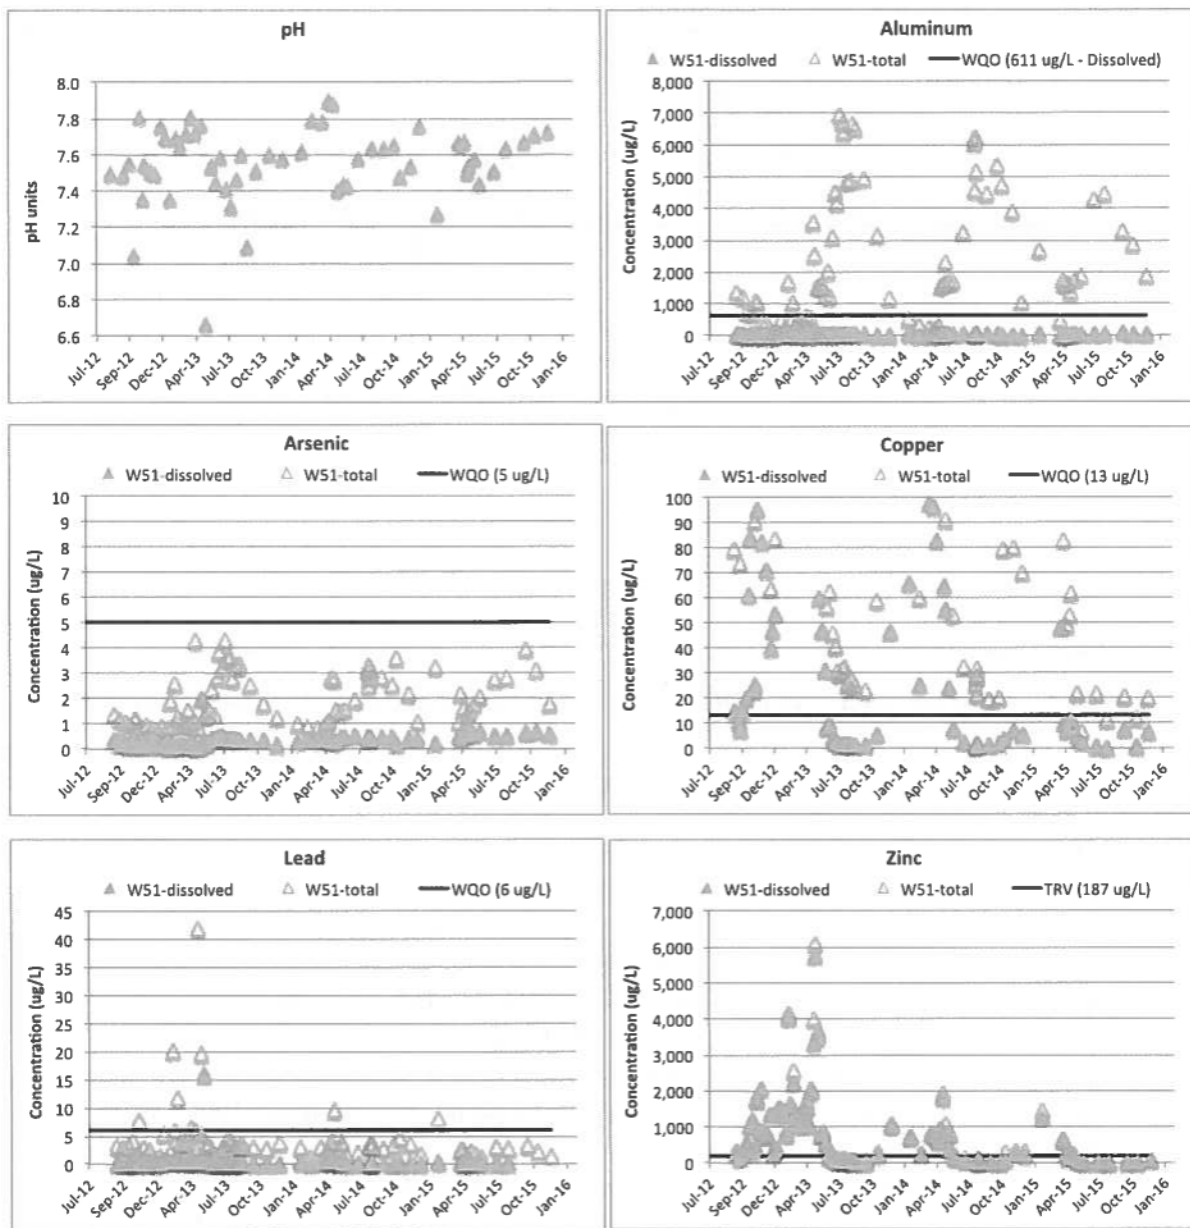 pH
pH units
8.0
7.8
7.6
7.4
7.2
7.0
6.8
6.6
Jul-12 Sep-12 Dec-12 Apr-13 Jul-13 Oct-13 Jan-14 Apr-14 Jul-14 Oct-14 Jan-15 Apr-15 Jul-15 Oct-15 Jan-16
Aluminum
W51-dissolved W51-total WQO (611 ug/L - Dissolved)
Concentration (ug/L)
8,000
7,000
6,000
5,000
4,000
3,000
2,000
1,000
0
Jul-12 Sep-12 Dec-12 Apr-13 Jul-13 Oct-13 Jan-14 Apr-14 Jul-14 Oct-14 Jan-15 Apr-15 Jul-15 Oct-15 Jan-16
Arsenic
W51-dissolved W51-total WQO (5 ug/L)
Concentration (ug/L)
10
9
8
7
6
5
4
3
2
1
0
Jul-12 Sep-12 Dec-12 Apr-13 Jul-13 Oct-13 Jan-14 Apr-14 Jul-14 Oct-14 Jan-15 Apr-15 Jul-15 Oct-15 Jan-16
Copper
W51-dissolved W51-total WQO (13 ug/L)
Concentration (ug/L)
100
90
80
70
60
50
40
30
20
10
0
Jul-12 Sep-12 Dec-12 Apr-13 Jul-13 Oct-13 Jan-14 Apr-14 Jul-14 Oct-14 Jan-15 Apr-15 Jul-15 Oct-15 Jan-16
Lead
W51-dissolved W51-total WQO (6 ug/L)
Concentration (ug/L)
45
40
35
30
25
20
15
10
5
0
Jul-12 Sep-12 Dec-12 Apr-13 Jul-13 Oct-13 Jan-14 Apr-14 Jul-14 Oct-14 Jan-15 Apr-15 Jul-15 Oct-15 Jan-16
Zinc
W51-dissolved W51-total TRV (187 ug/L)
Concentration (ug/L)
7,000
6,000
5,000
4,000
3,000
2,000
1,000
0
Jul-12 Sep-12 Dec-12 Apr-13 Jul-13 Oct-13 Jan-14 Apr-14 Jul-14 Oct-14 Jan-15 Apr-15 Jul-15 Oct-15 Jan-16